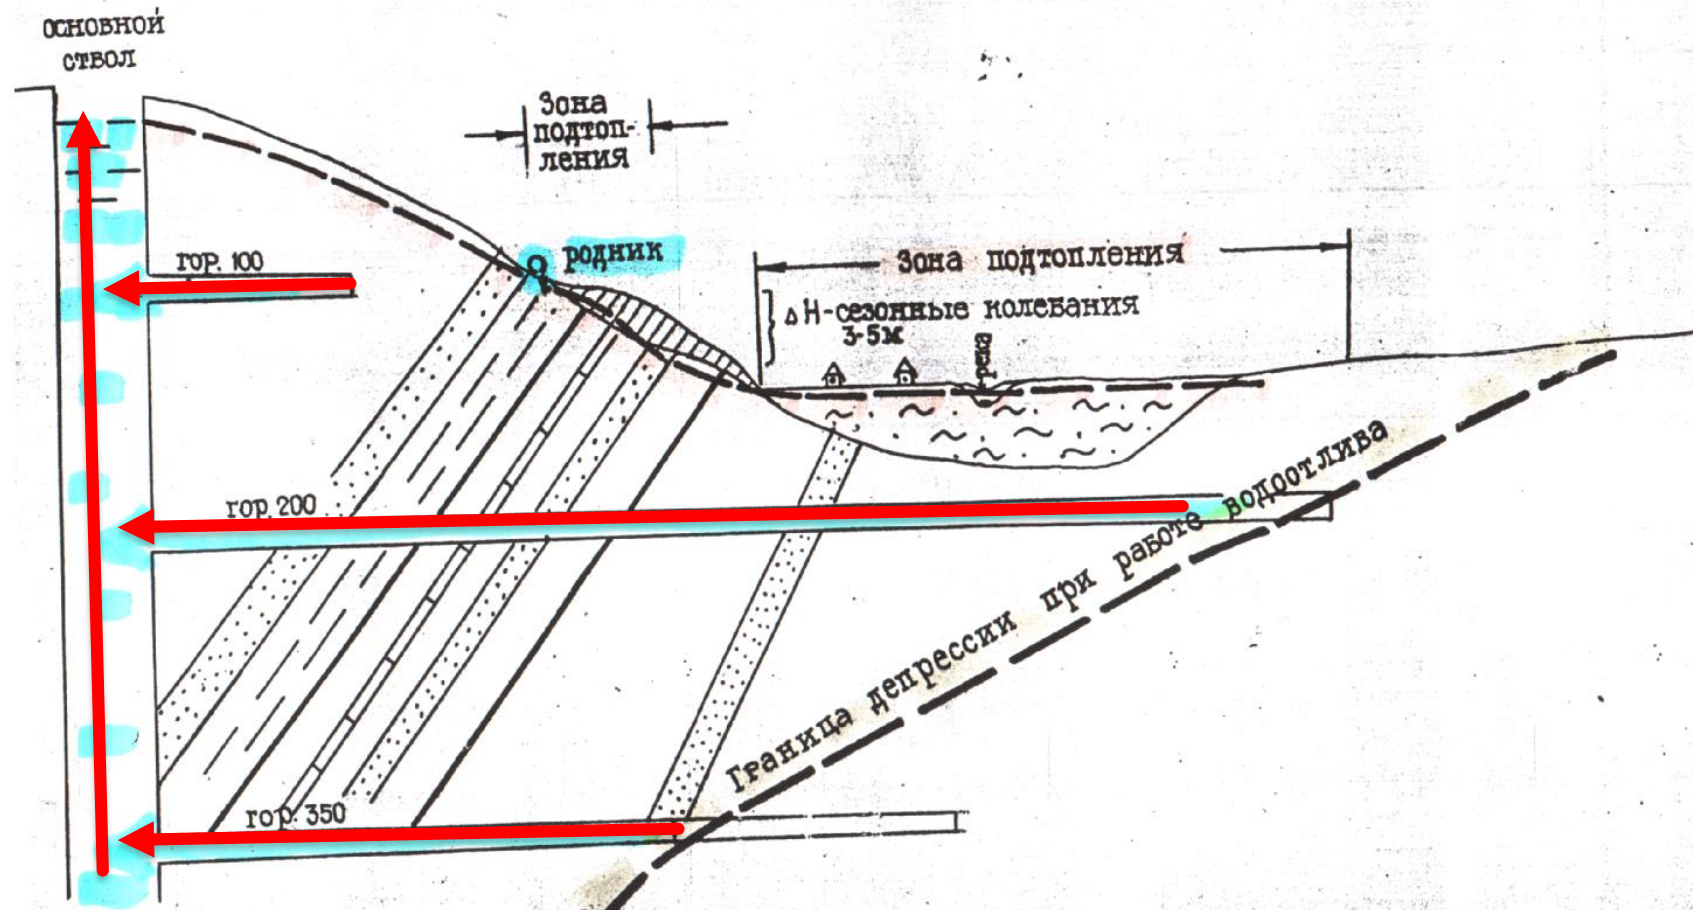 ОСНОВНОЙ
СТВОЛ
Зона
подтоп-
ления
родник
гор. 100
Зона подтопления
ΔH-сезонные колебания
3-5м
река
гор. 200
Граница депрессии при работе водоотлива
гор. 350